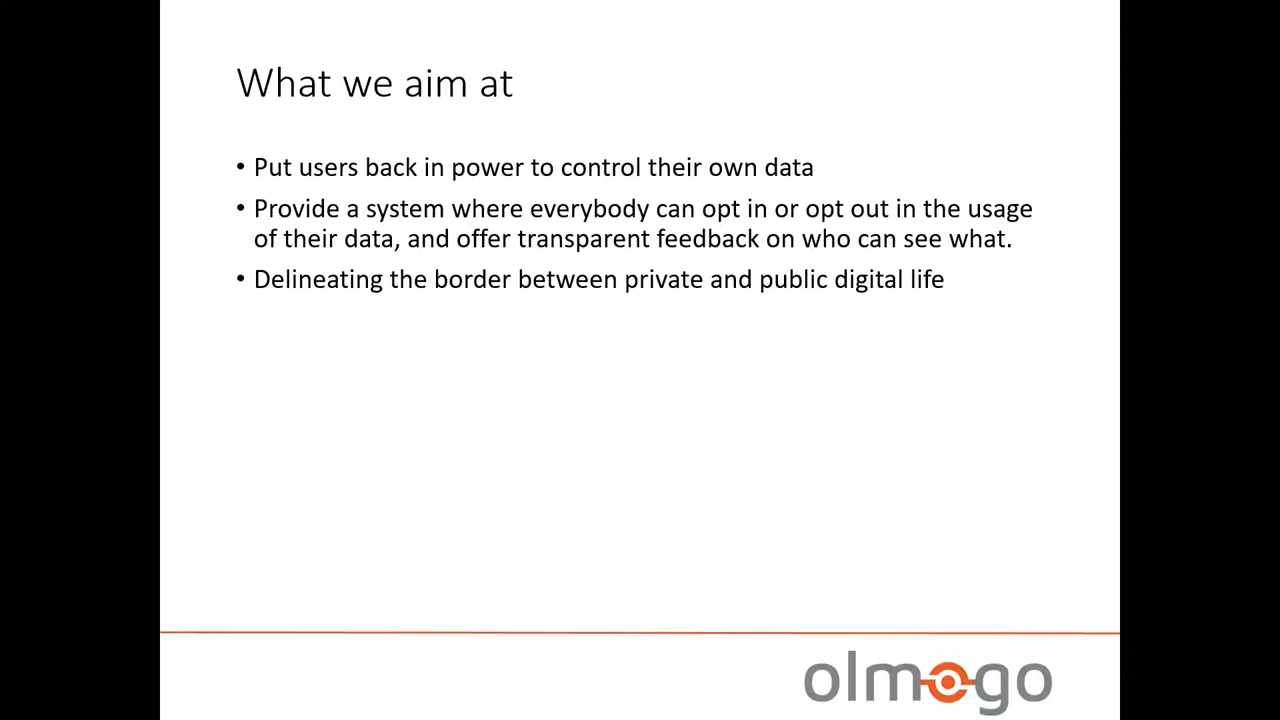 What we aim at
• Put users back in power to control their own data
• Provide a system where everybody can opt in or opt out in the usage
of their data, and offer transparent feedback on who can see what.
• Delineating the border between private and public digital life
olmogo